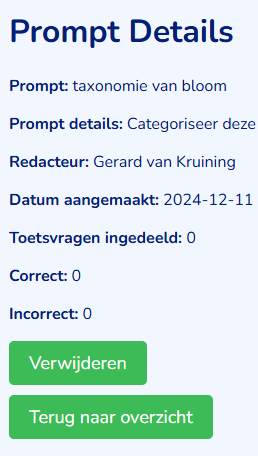 Prompt Details
Prompt: taxonomie van bloom
Prompt details: Categoriseer deze
Redacteur: Gerard van Kruining
Datum aangemaakt: 2024-12-11
Toetsvragen ingedeeld: 0
Correct: 0
Incorrect: 0
Verwijderen
Terug naar overzicht